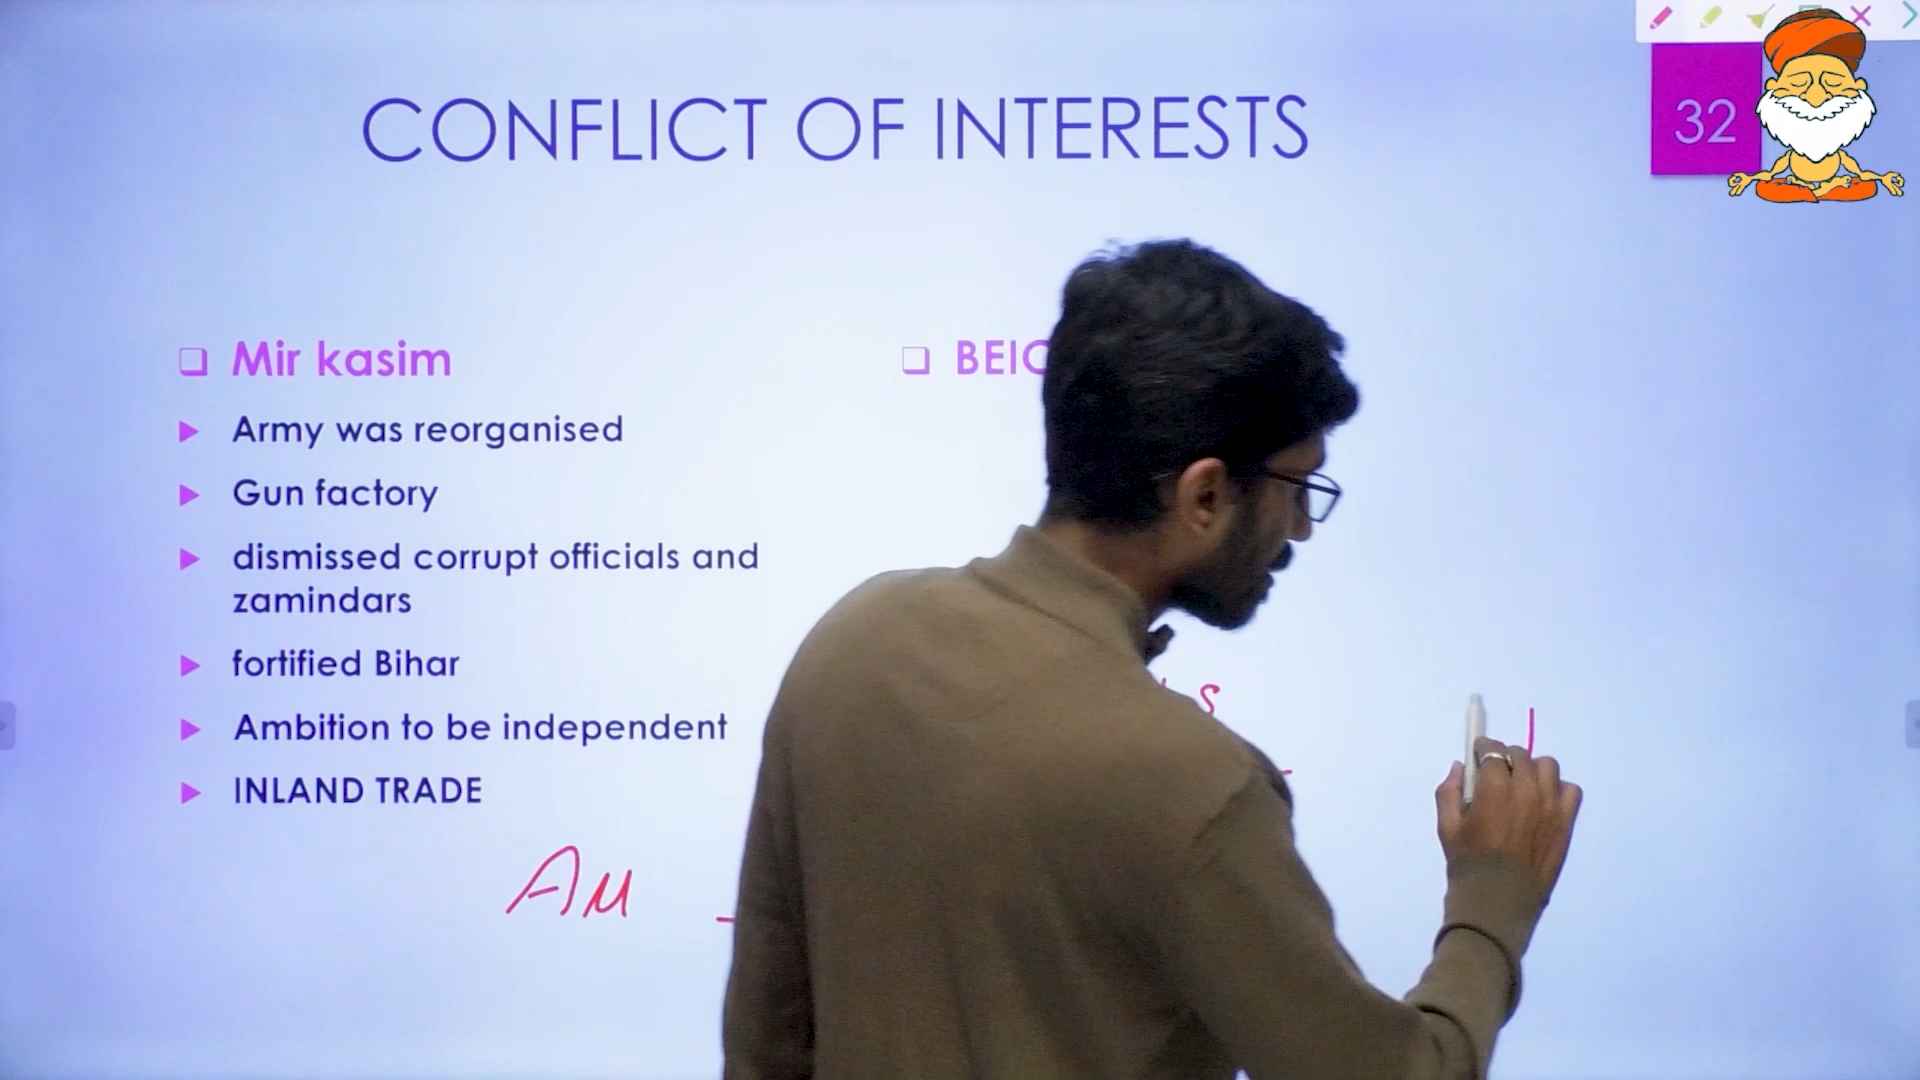 CONFLICT OF INTERESTS
32
Mir kasim
Army was reorganised
Gun factory
dismissed corrupt officials and
zamindars
fortified Bihar
Ambition to be independent
INLAND TRADE
BEIC
AM
S